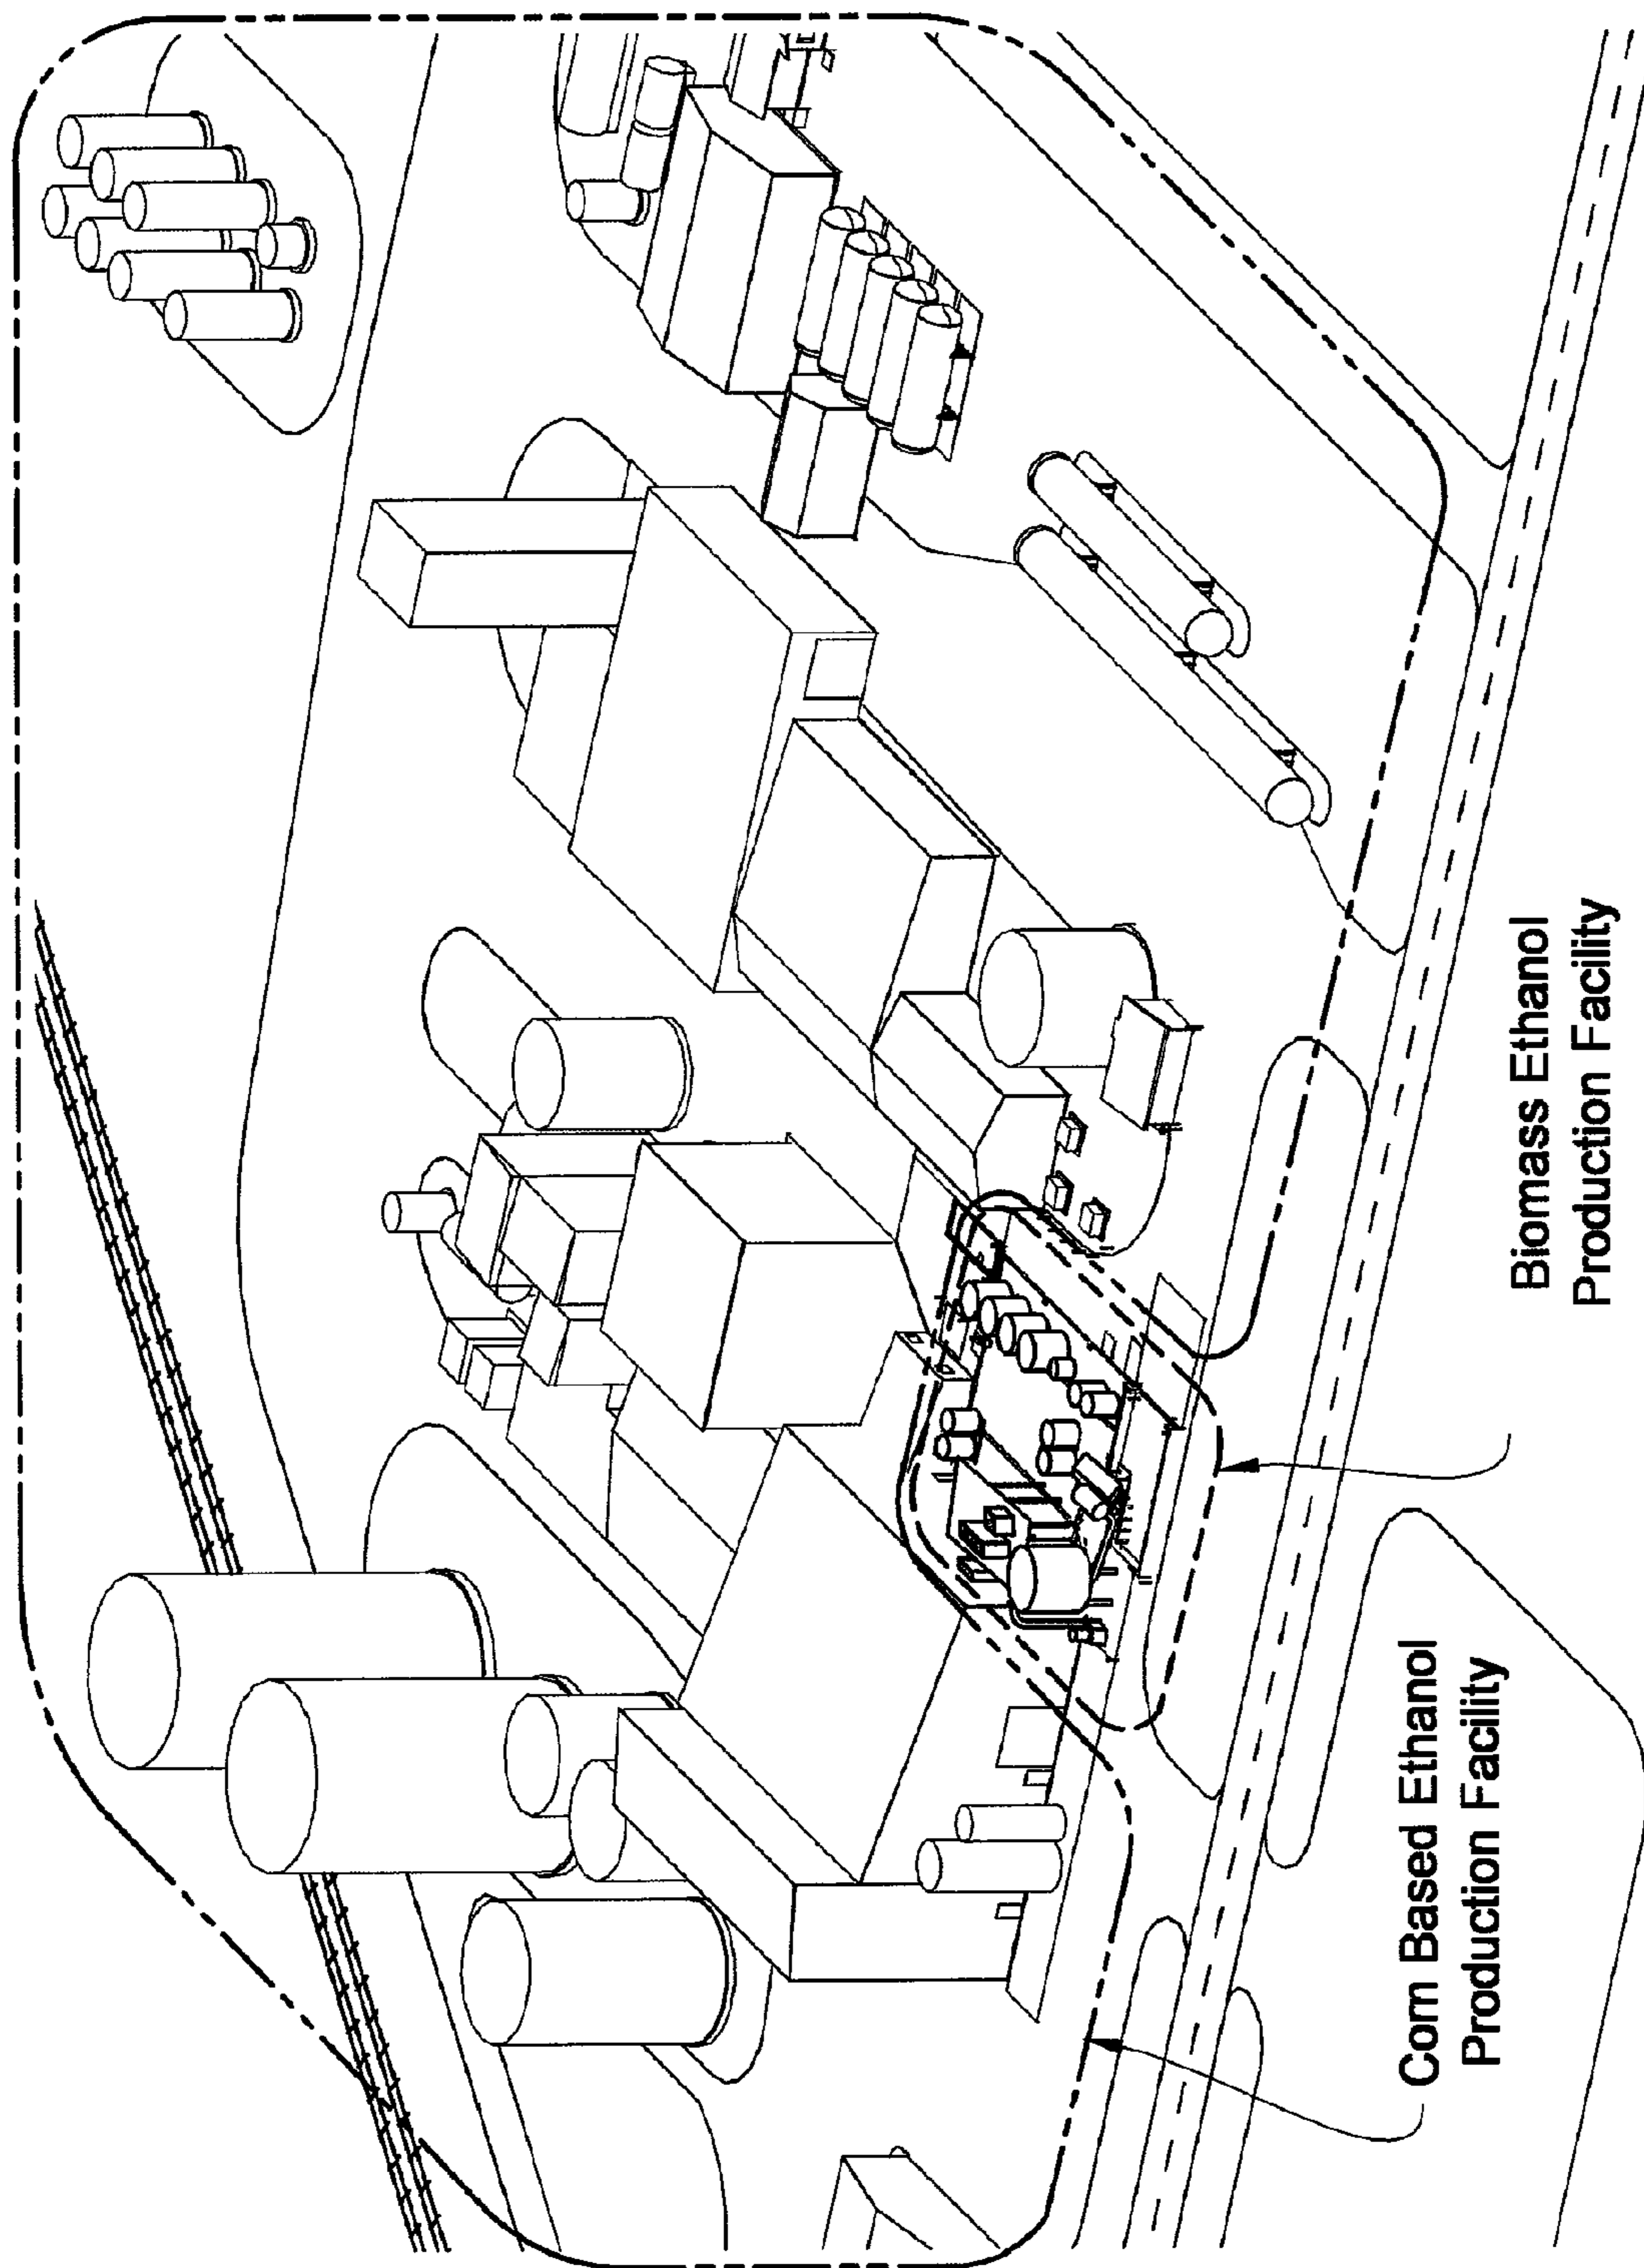 Corn Based Ethanol
Production Facility
Biomass Ethanol
Production Facility